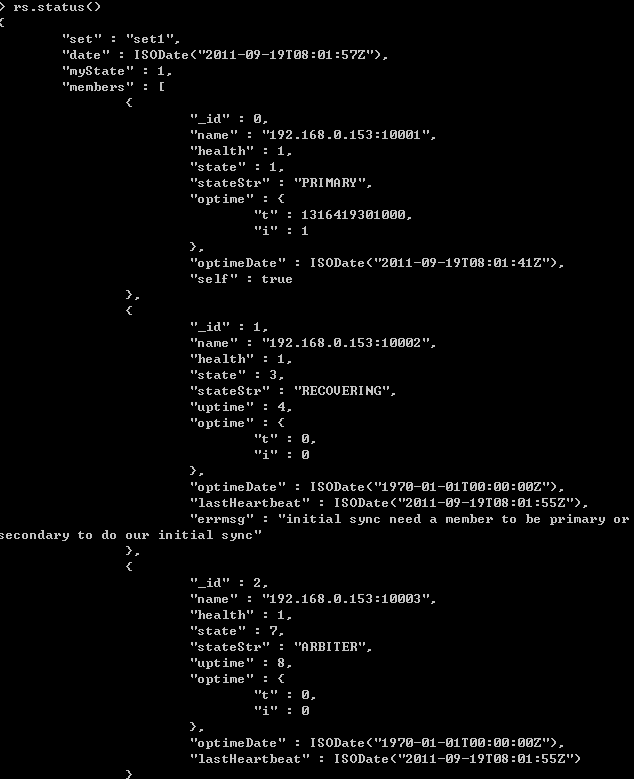 > rs.status()
{
        "set" : "set1",
        "date" : ISODate("2011-09-19T08:01:57Z"),
        "myState" : 1,
        "members" : [
                {
                        "_id" : 0,
                        "name" : "192.168.0.153:10001",
                        "health" : 1,
                        "state" : 1,
                        "stateStr" : "PRIMARY",
                        "optime" : {
                                "t" : 1316419301000,
                                "i" : 1
                        },
                        "optimeDate" : ISODate("2011-09-19T08:01:41Z"),
                        "self" : true
                },
                {
                        "_id" : 1,
                        "name" : "192.168.0.153:10002",
                        "health" : 1,
                        "state" : 3,
                        "stateStr" : "RECOVERING",
                        "uptime" : 4,
                        "optime" : {
                                "t" : 0,
                                "i" : 0
                        },
                        "optimeDate" : ISODate("1970-01-01T00:00:00Z"),
                        "lastHeartbeat" : ISODate("2011-09-19T08:01:55Z"),
                        "errmsg" : "initial sync need a member to be primary or
secondary to do our initial sync"
                },
                {
                        "_id" : 2,
                        "name" : "192.168.0.153:10003",
                        "health" : 1,
                        "state" : 7,
                        "stateStr" : "ARBITER",
                        "uptime" : 8,
                        "optime" : {
                                "t" : 0,
                                "i" : 0
                        },
                        "optimeDate" : ISODate("1970-01-01T00:00:00Z"),
                        "lastHeartbeat" : ISODate("2011-09-19T08:01:55Z")
                }